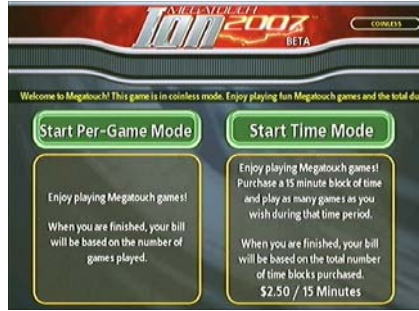 MEGATOUCH
Ion 2007
BETA
COINLESS
Welcome to Megatouch! This game is in coinless mode. Enjoy playing fun Megatouch games and the total du
Start Per-Game Mode
Enjoy playing Megatouch games!
When you are finished, your bill
will be based on the number of
games played.
Start Time Mode
Enjoy playing Megatouch games!
Purchase a 15 minute block of time
and play as many games as you
wish during that time period.
When you are finished, your bill
will be based on the total number
of time blocks purchased.
$2.50 / 15 Minutes